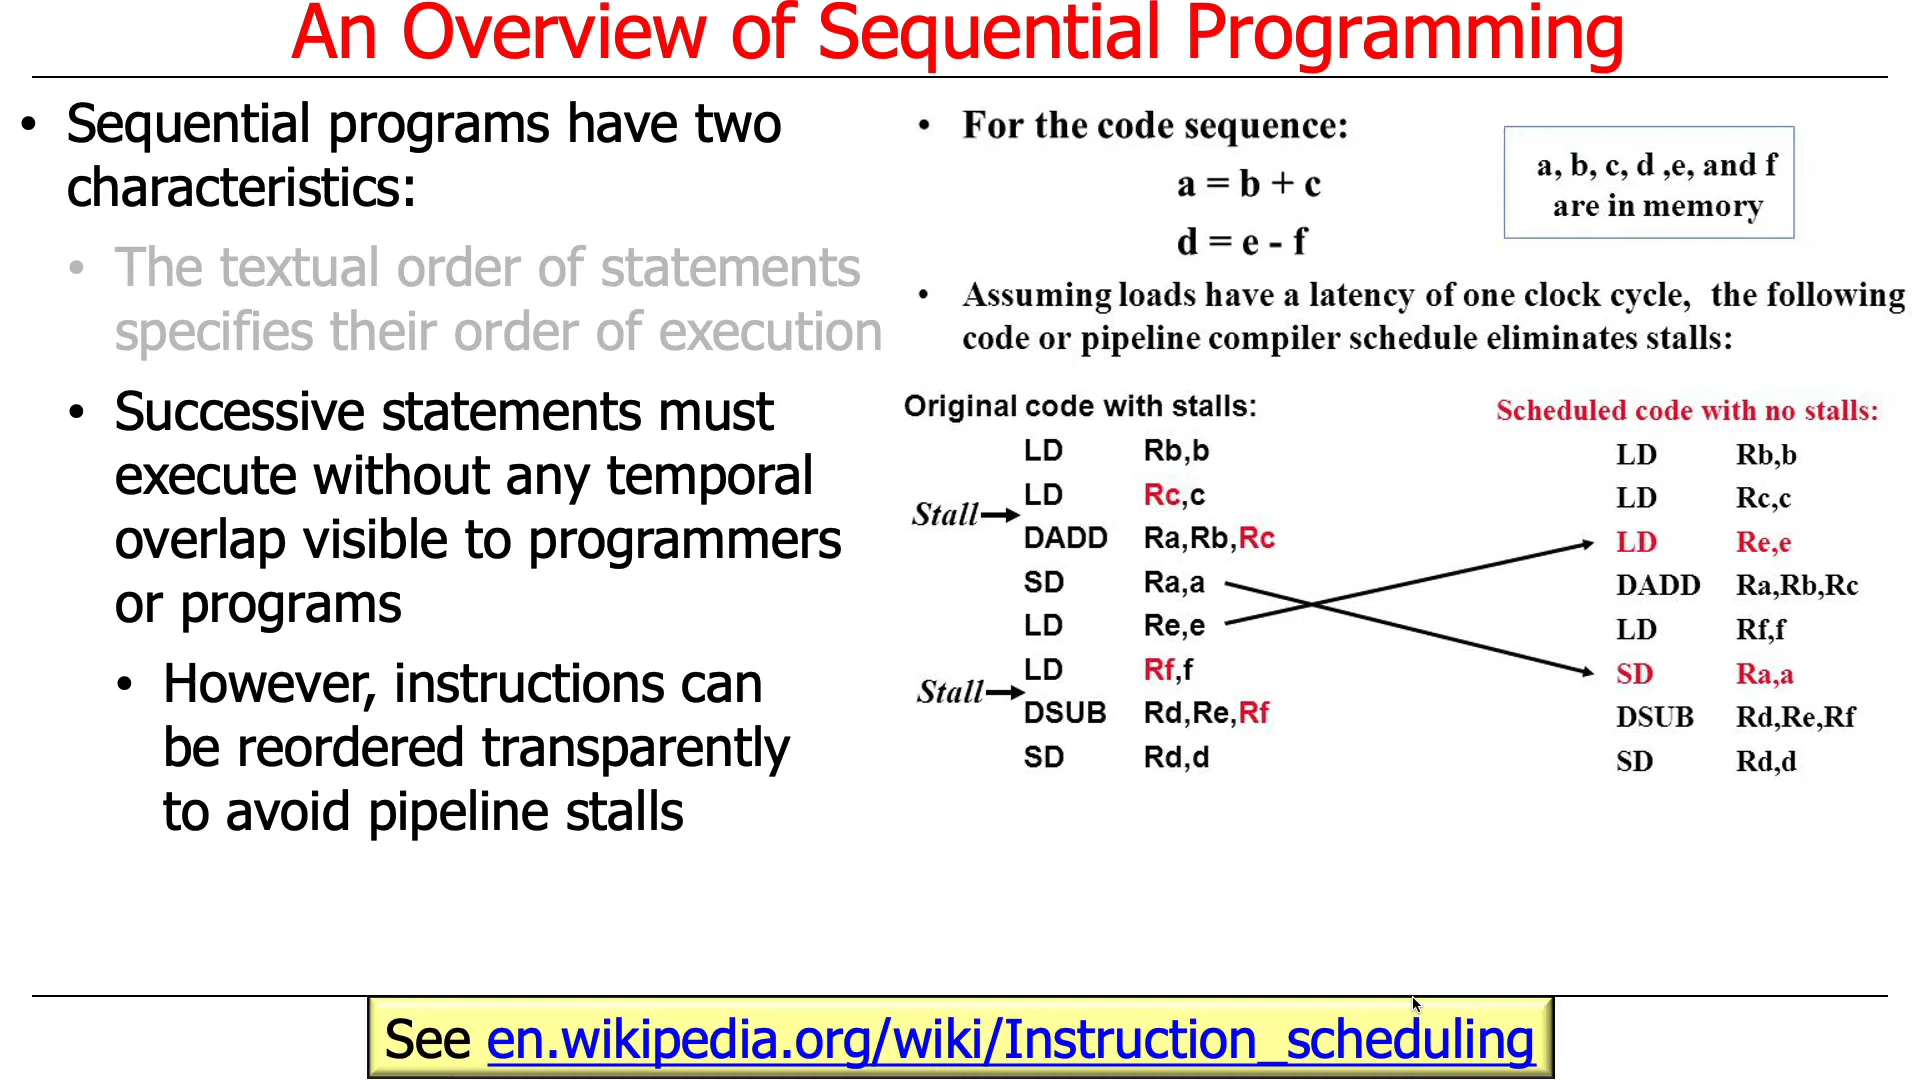 An Overview of Sequential Programming
• Sequential programs have two
characteristics:
• The textual order of statements
specifies their order of execution
• Successive statements must
execute without any temporal
overlap visible to programmers
or programs
• However, instructions can
be reordered transparently
to avoid pipeline stalls
• For the code sequence:
a = b + c
d = e - f
a, b, c, d ,e, and f
are in memory
• Assuming loads have a latency of one clock cycle, the following
code or pipeline compiler schedule eliminates stalls:
Original code with stalls:
LD Rb,b
LD Rc,c
Stall
DADD Ra,Rb,Rc
SD Ra,a
LD Re,e
LD Rf,f
Stall
DSUB Rd,Re,Rf
SD Rd,d
Scheduled code with no stalls:
LD Rb,b
LD Rc,c
LD Re,e
DADD Ra,Rb,Rc
LD Rf,f
SD Ra,a
DSUB Rd,Re,Rf
SD Rd,d
See en.wikipedia.org/wiki/Instruction_scheduling